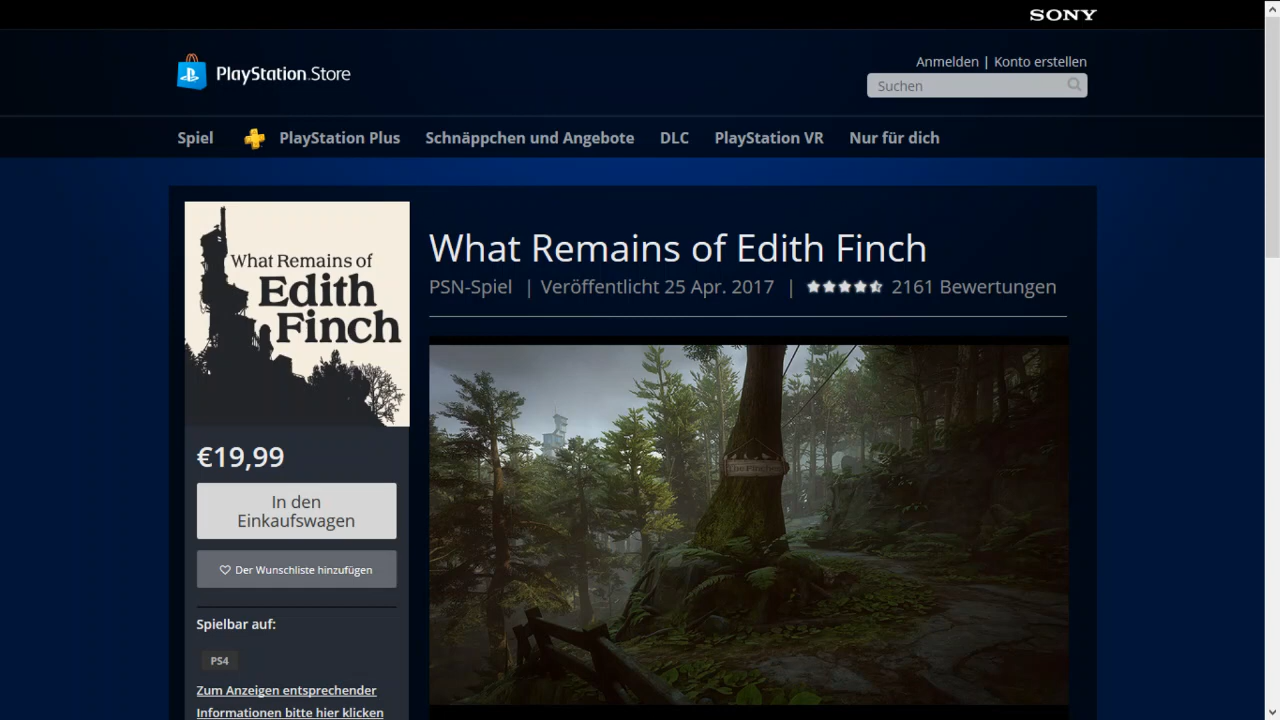 SONY
PlayStation.Store
Anmelden | Konto erstellen
Suchen
Spiel PlayStation Plus Schnäppchen und Angebote DLC PlayStation VR Nur für dich
What Remains of
Edith
Finch
€19,99
In den
Einkaufswagen
Der Wunschliste hinzufügen
Spielbar auf:
PS4
Zum Anzeigen entsprechender
Informationen bitte hier klicken
What Remains of Edith Finch
PSN-Spiel | Veröffentlicht 25 Apr. 2017 | 2161 Bewertungen
The Finches